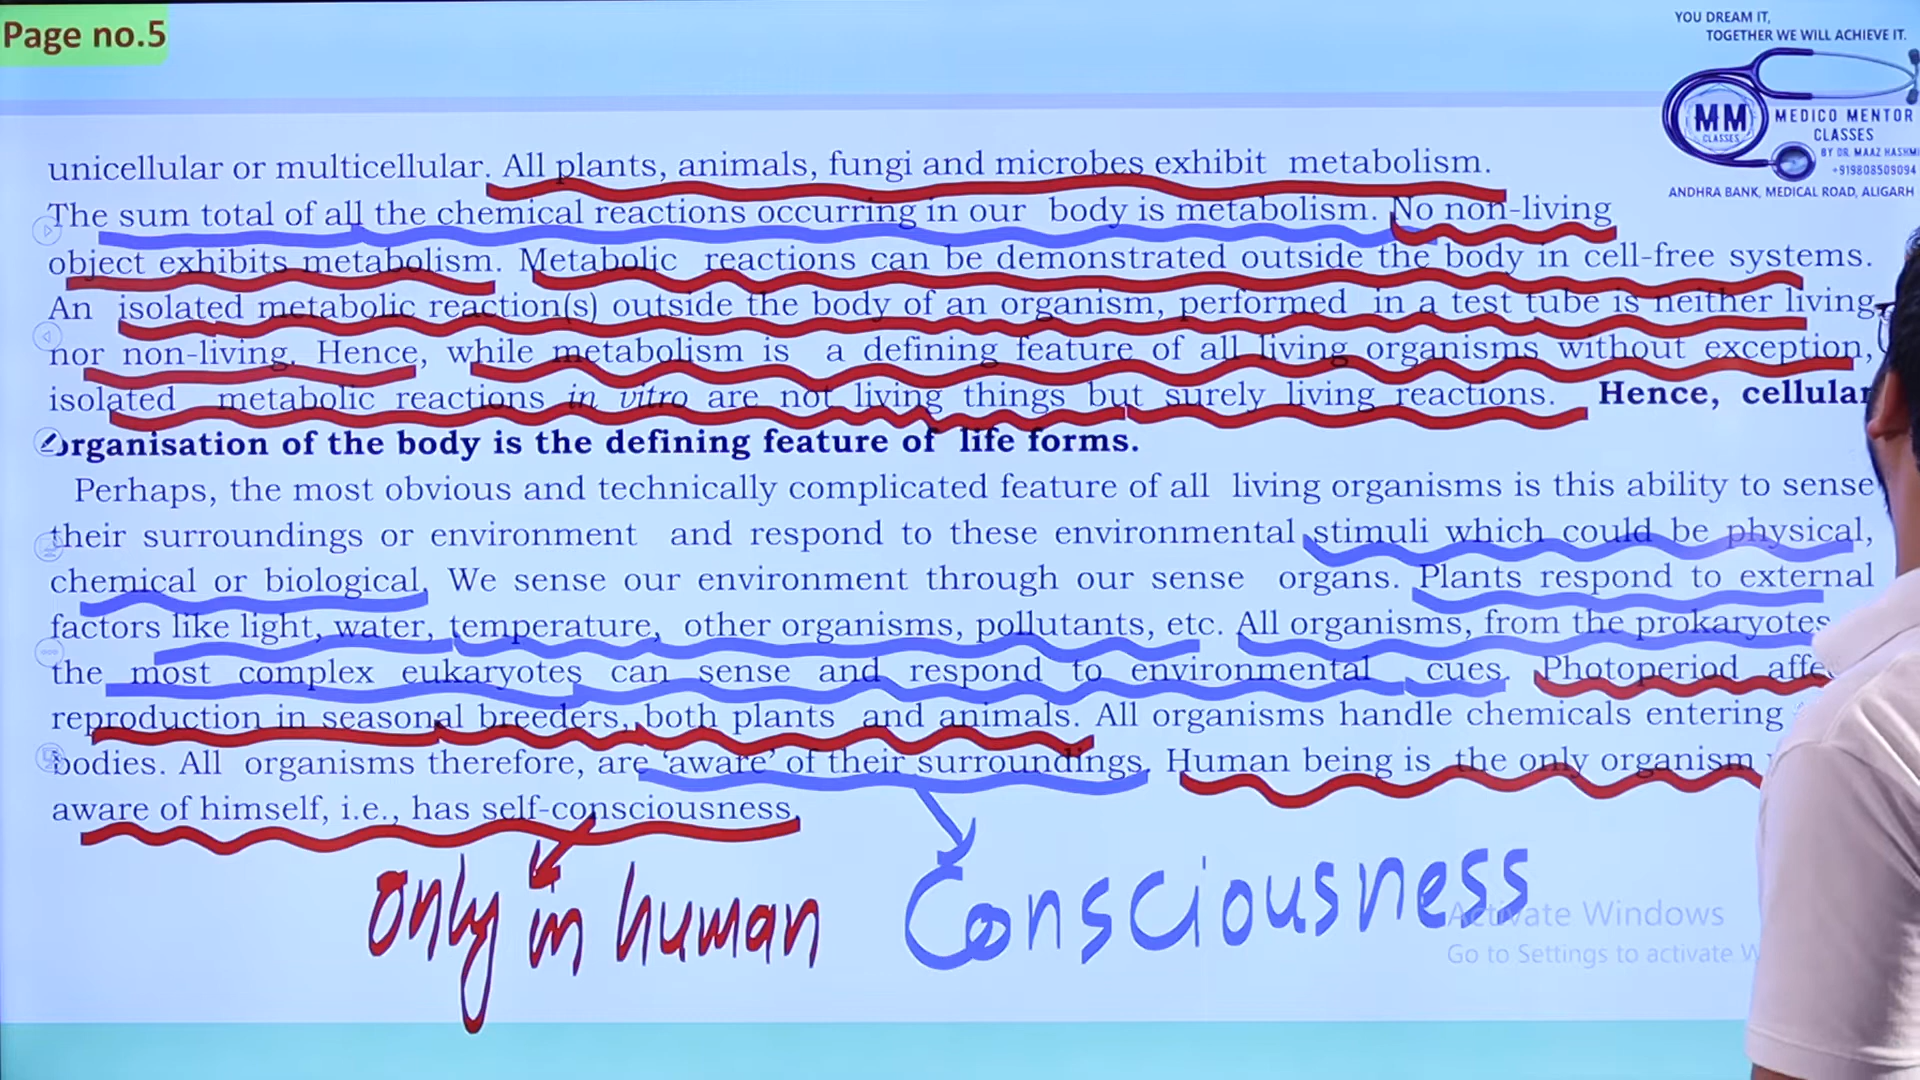 Page no.5
YOU DREAM IT,
TOGETHER WE WILL ACHIEVE IT.
MM
CLASSES
MEDICO MENTOR
CLASSES
BY DR. MAAZ HASHMI
+919808509094
ANDHRA BANK, MEDICAL ROAD, ALIGARH
unicellular or multicellular. All plants, animals, fungi and microbes exhibit metabolism.
The sum total of all the chemical reactions occurring in our body is metabolism. No non-living
object exhibits metabolism. Metabolic reactions can be demonstrated outside the body in cell-free systems.
An isolated metabolic reaction(s) outside the body of an organism, performed in a test tube is neither living
nor non-living. Hence, while metabolism is a defining feature of all living organisms without exception,
isolated metabolic reactions in vitro are not living things but surely living reactions. Hence, cellular
organisation of the body is the defining feature of life forms.
Perhaps, the most obvious and technically complicated feature of all living organisms is this ability to sense
their surroundings or environment and respond to these environmental stimuli which could be physical,
chemical or biological. We sense our environment through our sense organs. Plants respond to external
factors like light, water, temperature, other organisms, pollutants, etc. All organisms, from the prokaryotes
the most complex eukaryotes can sense and respond to environmental cues. Photoperiod
reproduction in seasonal breeders, both plants and animals. All organisms handle chemicals entering
bodies. All organisms therefore, are ‘aware’ of their surroundings. Human being is the only organism
aware of himself, i.e., has self-consciousness.
Only in human Consciousness
Activate Windows
Go to Settings to activate